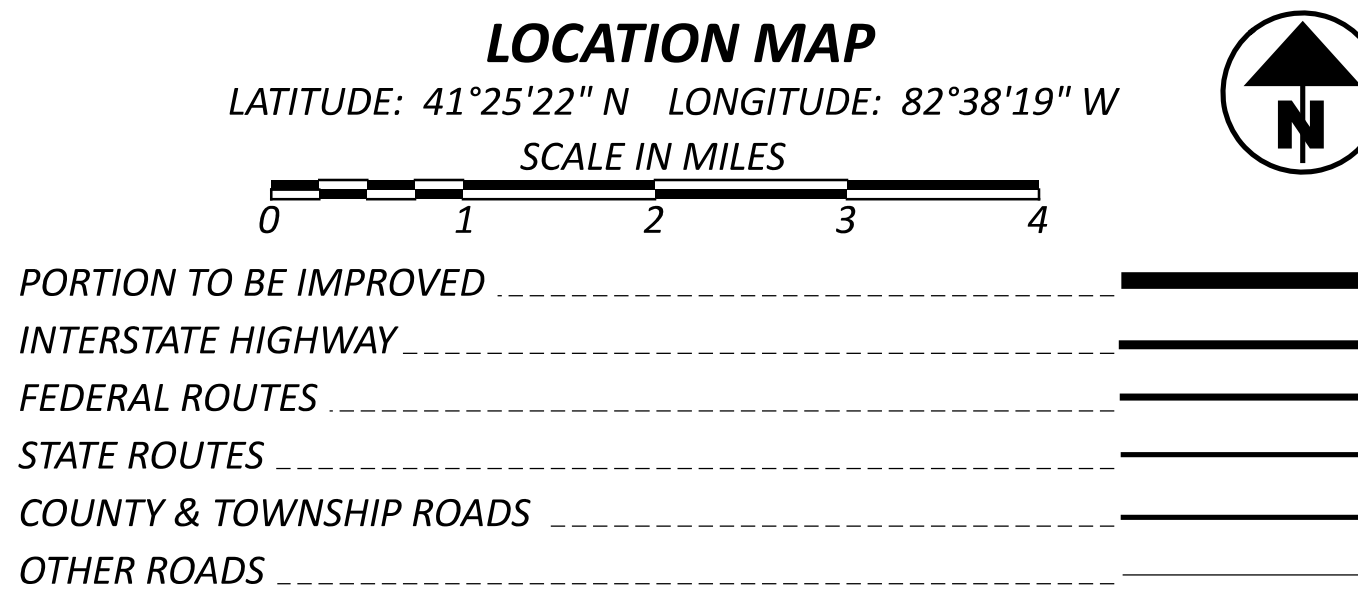 LOCATION MAP
LATITUDE: 41°25'22" N LONGITUDE: 82°38'19" W
SCALE IN MILES
0 1 2 3 4
N
PORTION TO BE IMPROVED
INTERSTATE HIGHWAY
FEDERAL ROUTES
STATE ROUTES
COUNTY & TOWNSHIP ROADS
OTHER ROADS